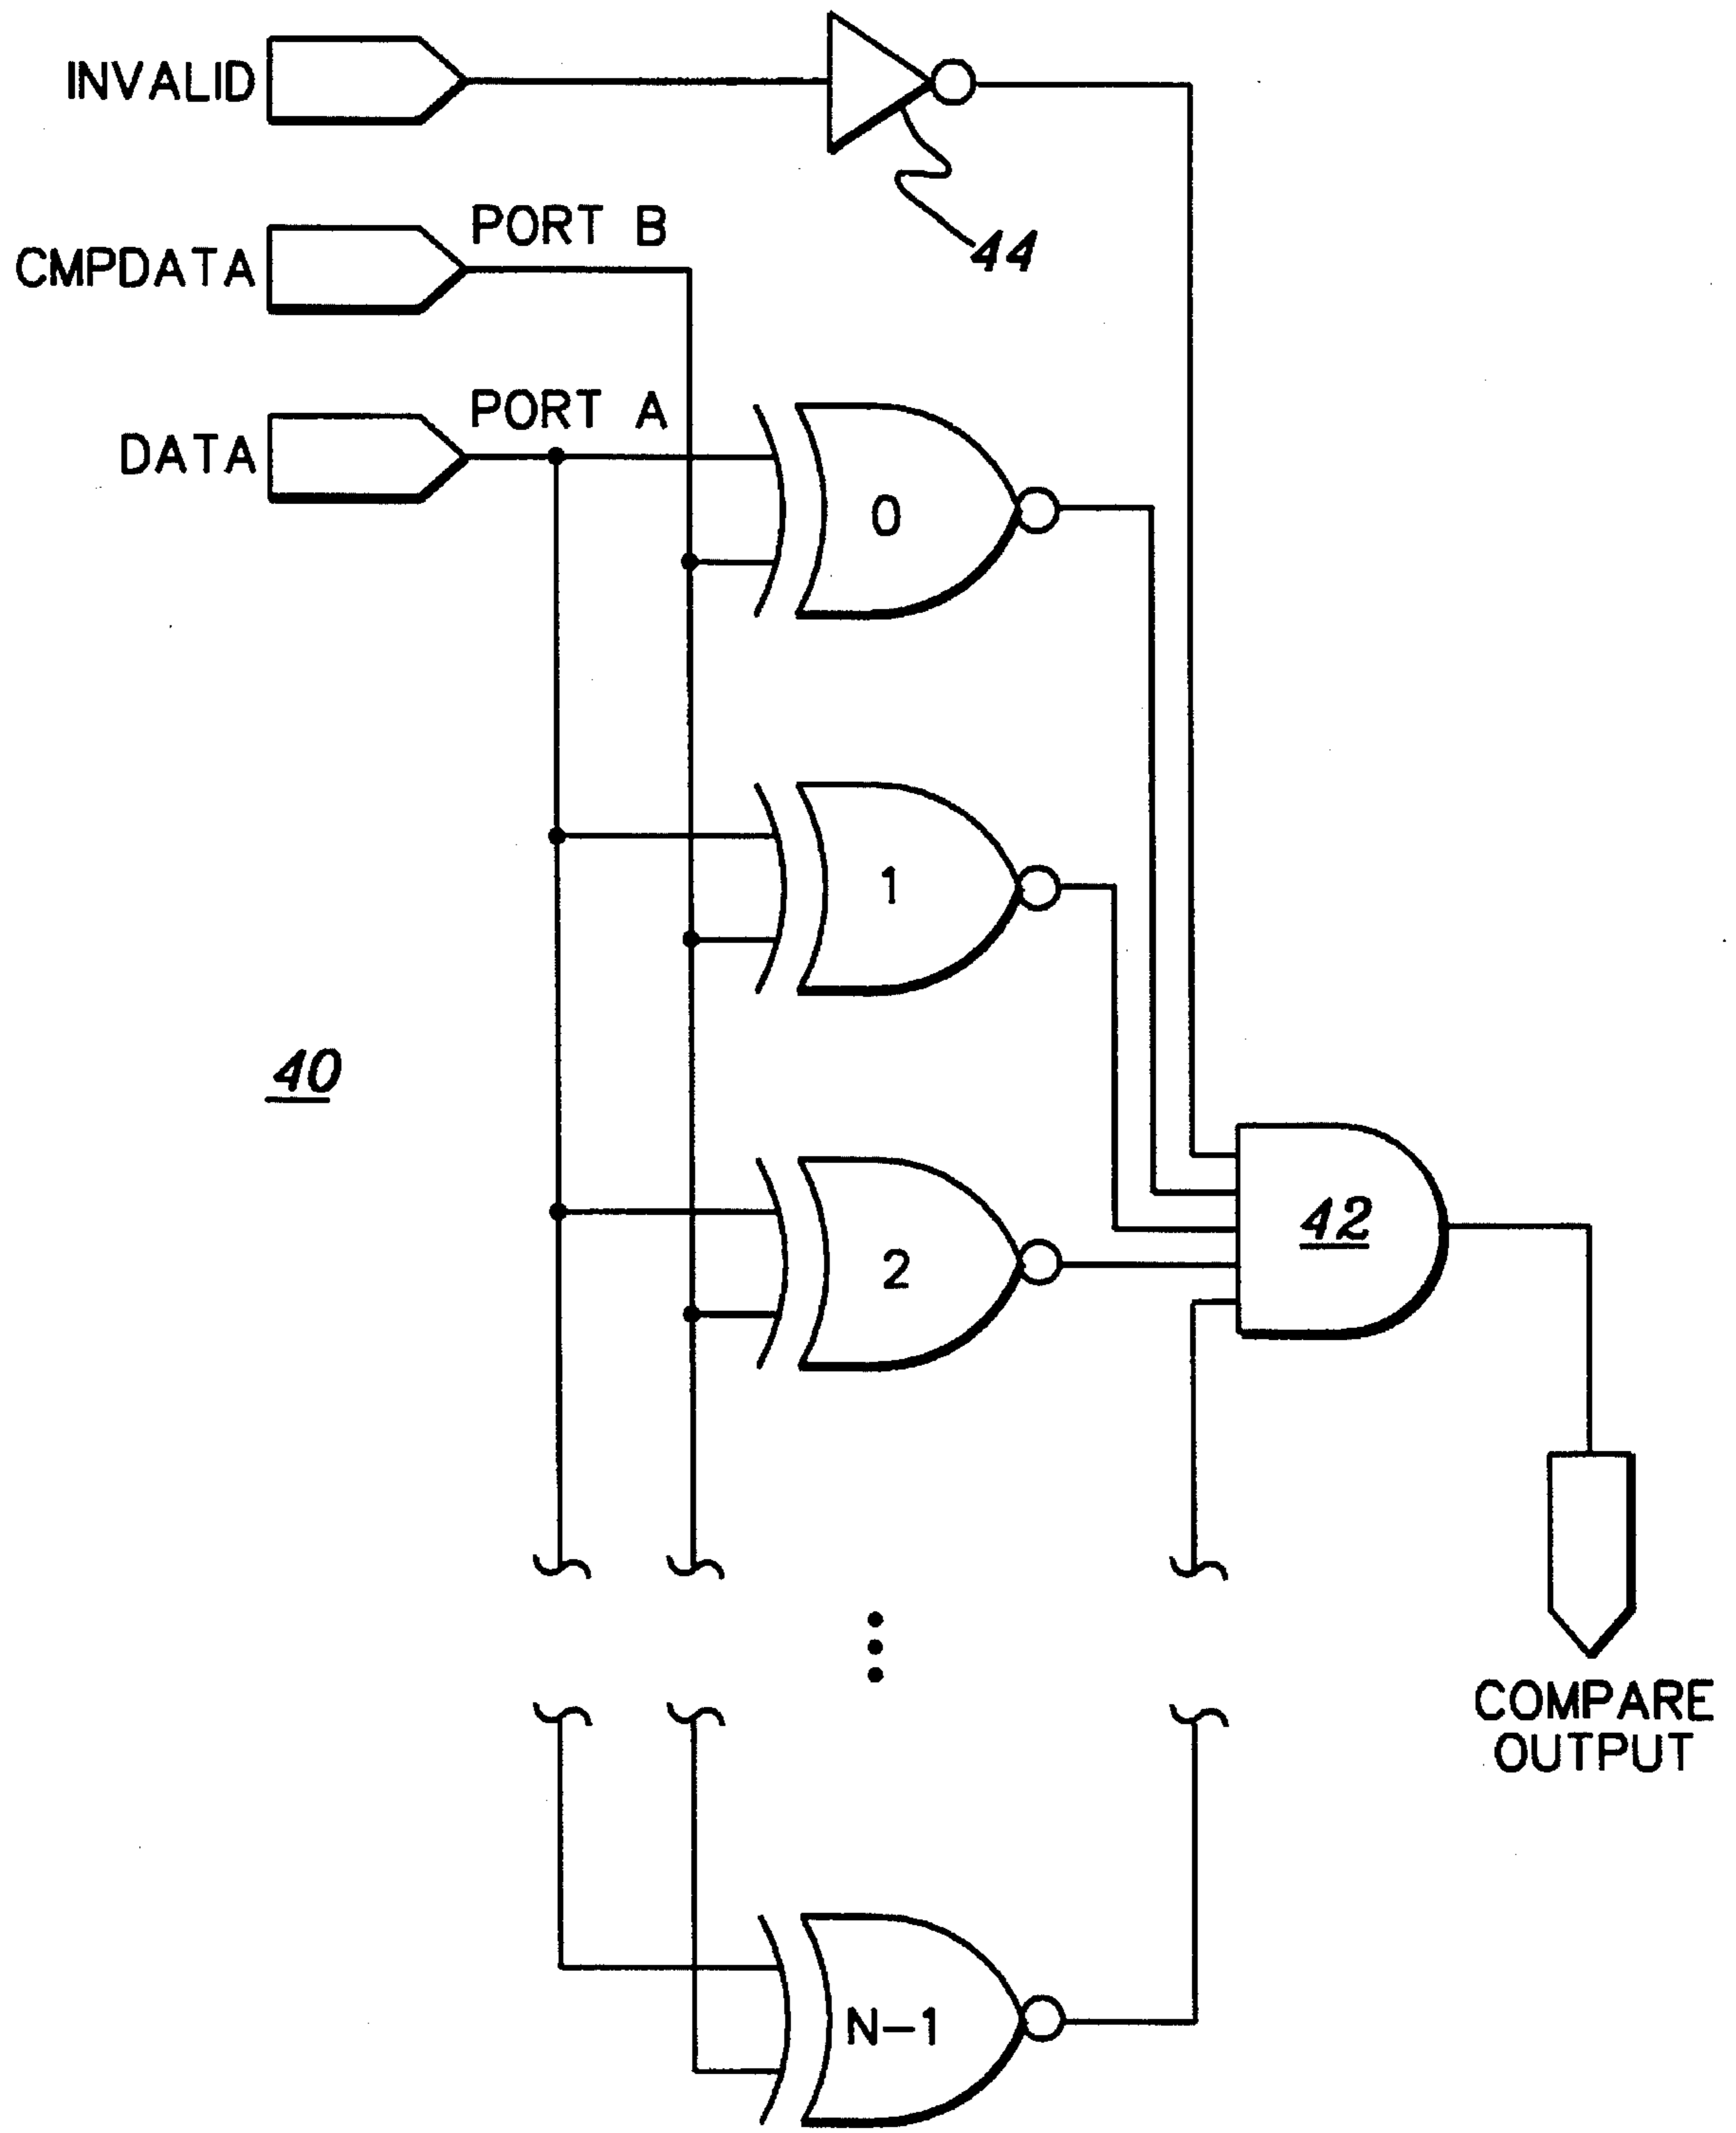 INVALID
44
PORT B
CMPDATA
PORT A
DATA
0
1
40
2
42
COMPARE
OUTPUT
N-1